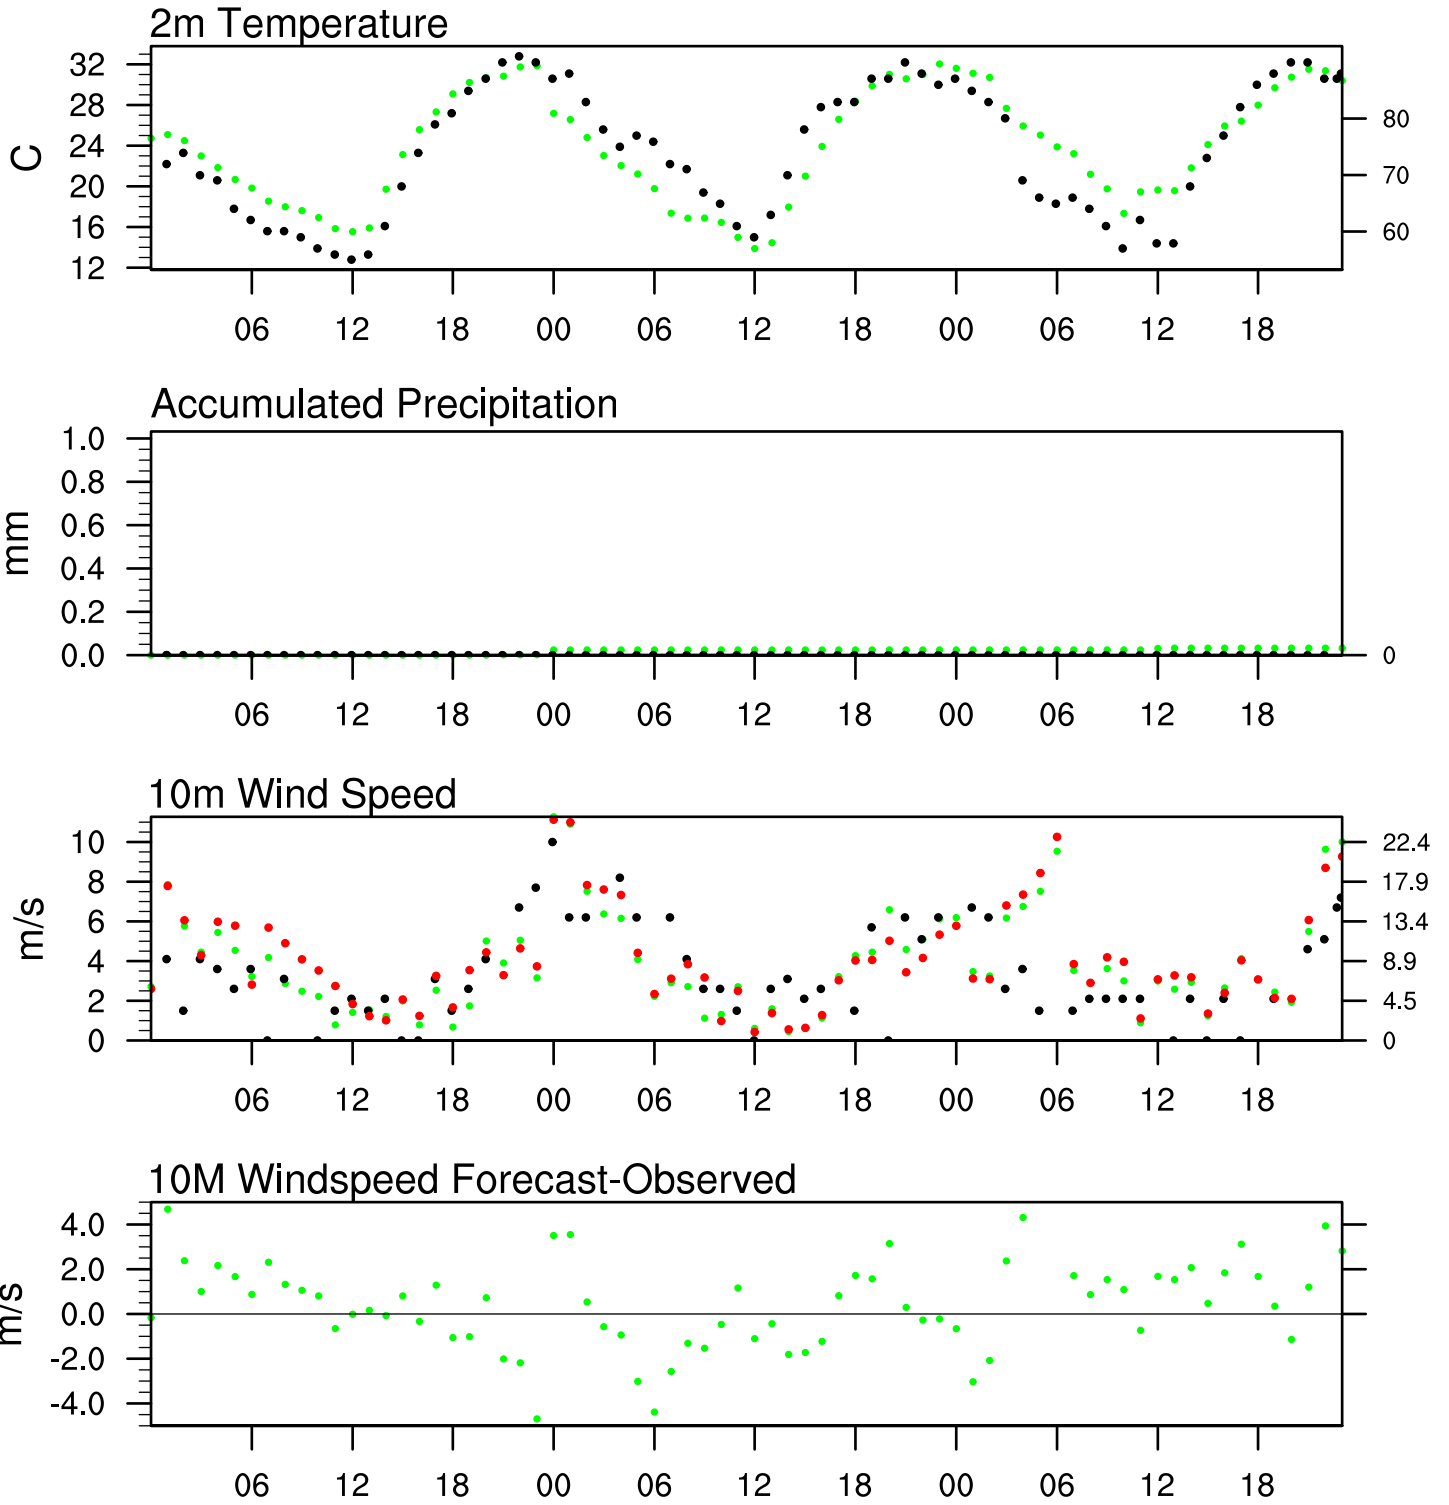 2m Temperature
C
32
28
24
20
16
12
80
70
60
06 12 18 00 06 12 18 00 06 12 18
Accumulated Precipitation
mm
1.0
0.8
0.6
0.4
0.2
0.0
0
06 12 18 00 06 12 18 00 06 12 18
10m Wind Speed
m/s
10
8
6
4
2
0
22.4
17.9
13.4
8.9
4.5
0
06 12 18 00 06 12 18 00 06 12 18
10M Windspeed Forecast-Observed
m/s
4.0
2.0
0.0
-2.0
-4.0
06 12 18 00 06 12 18 00 06 12 18